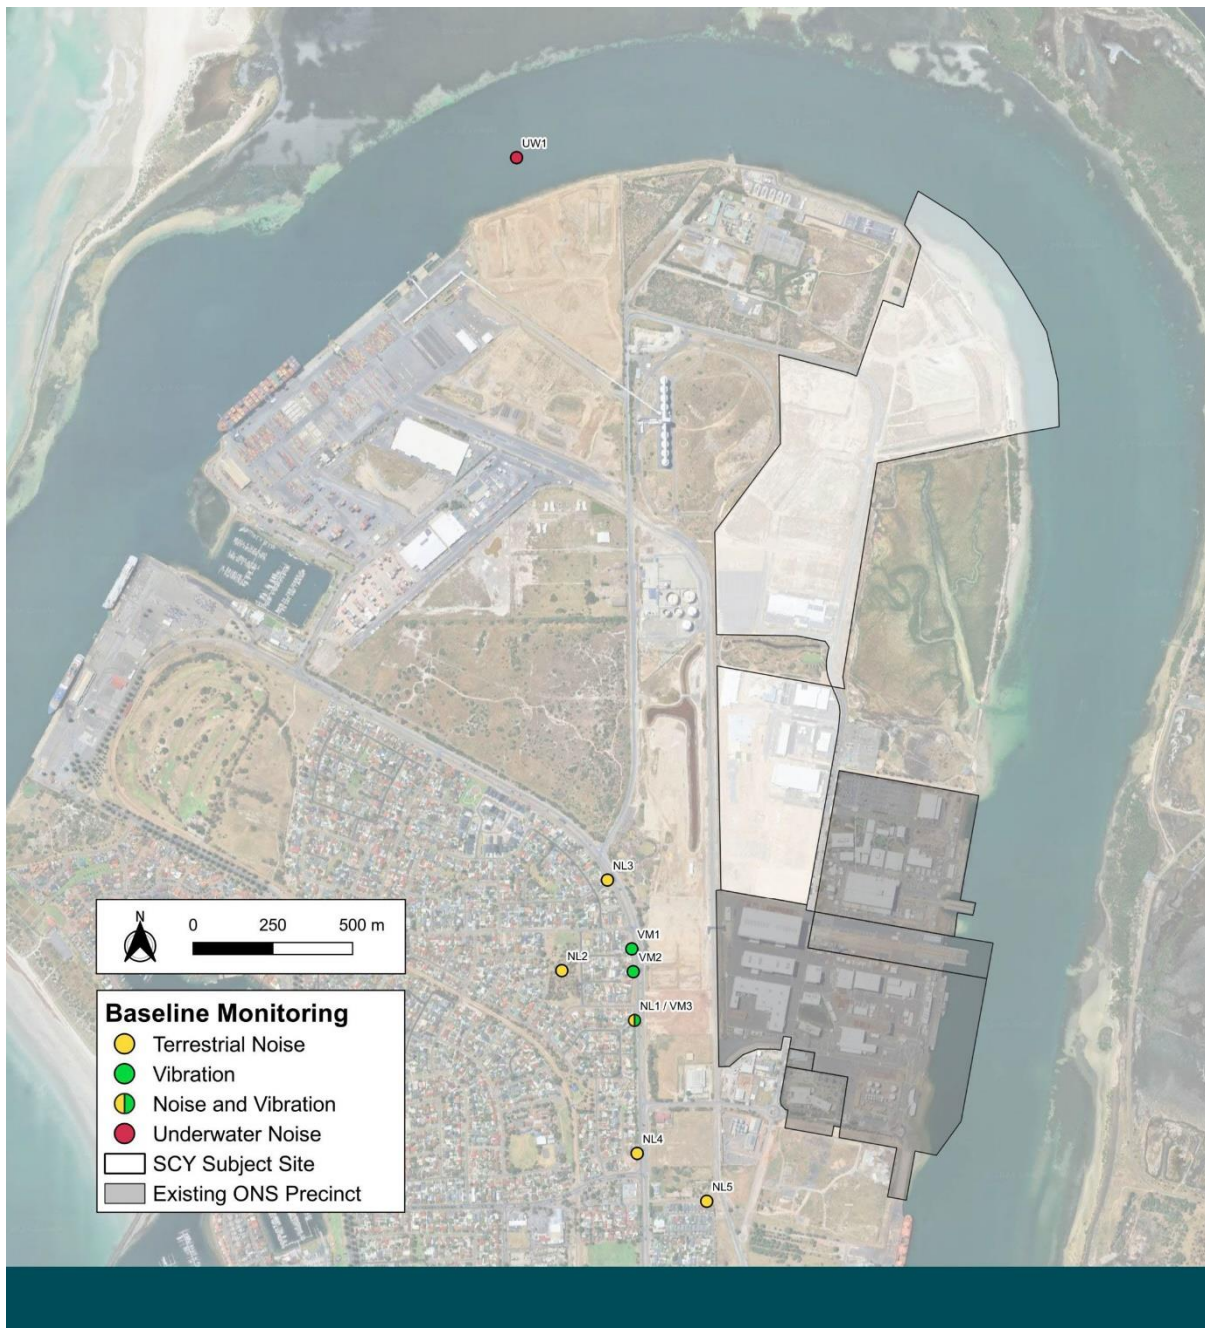 UW1
NL3
VM1
VM2
NL2
NL1 / VM3
NL4
NL5
N
0 250 500 m
Baseline Monitoring
Terrestrial Noise
Vibration
Noise and Vibration
Underwater Noise
SCY Subject Site
Existing ONS Precinct